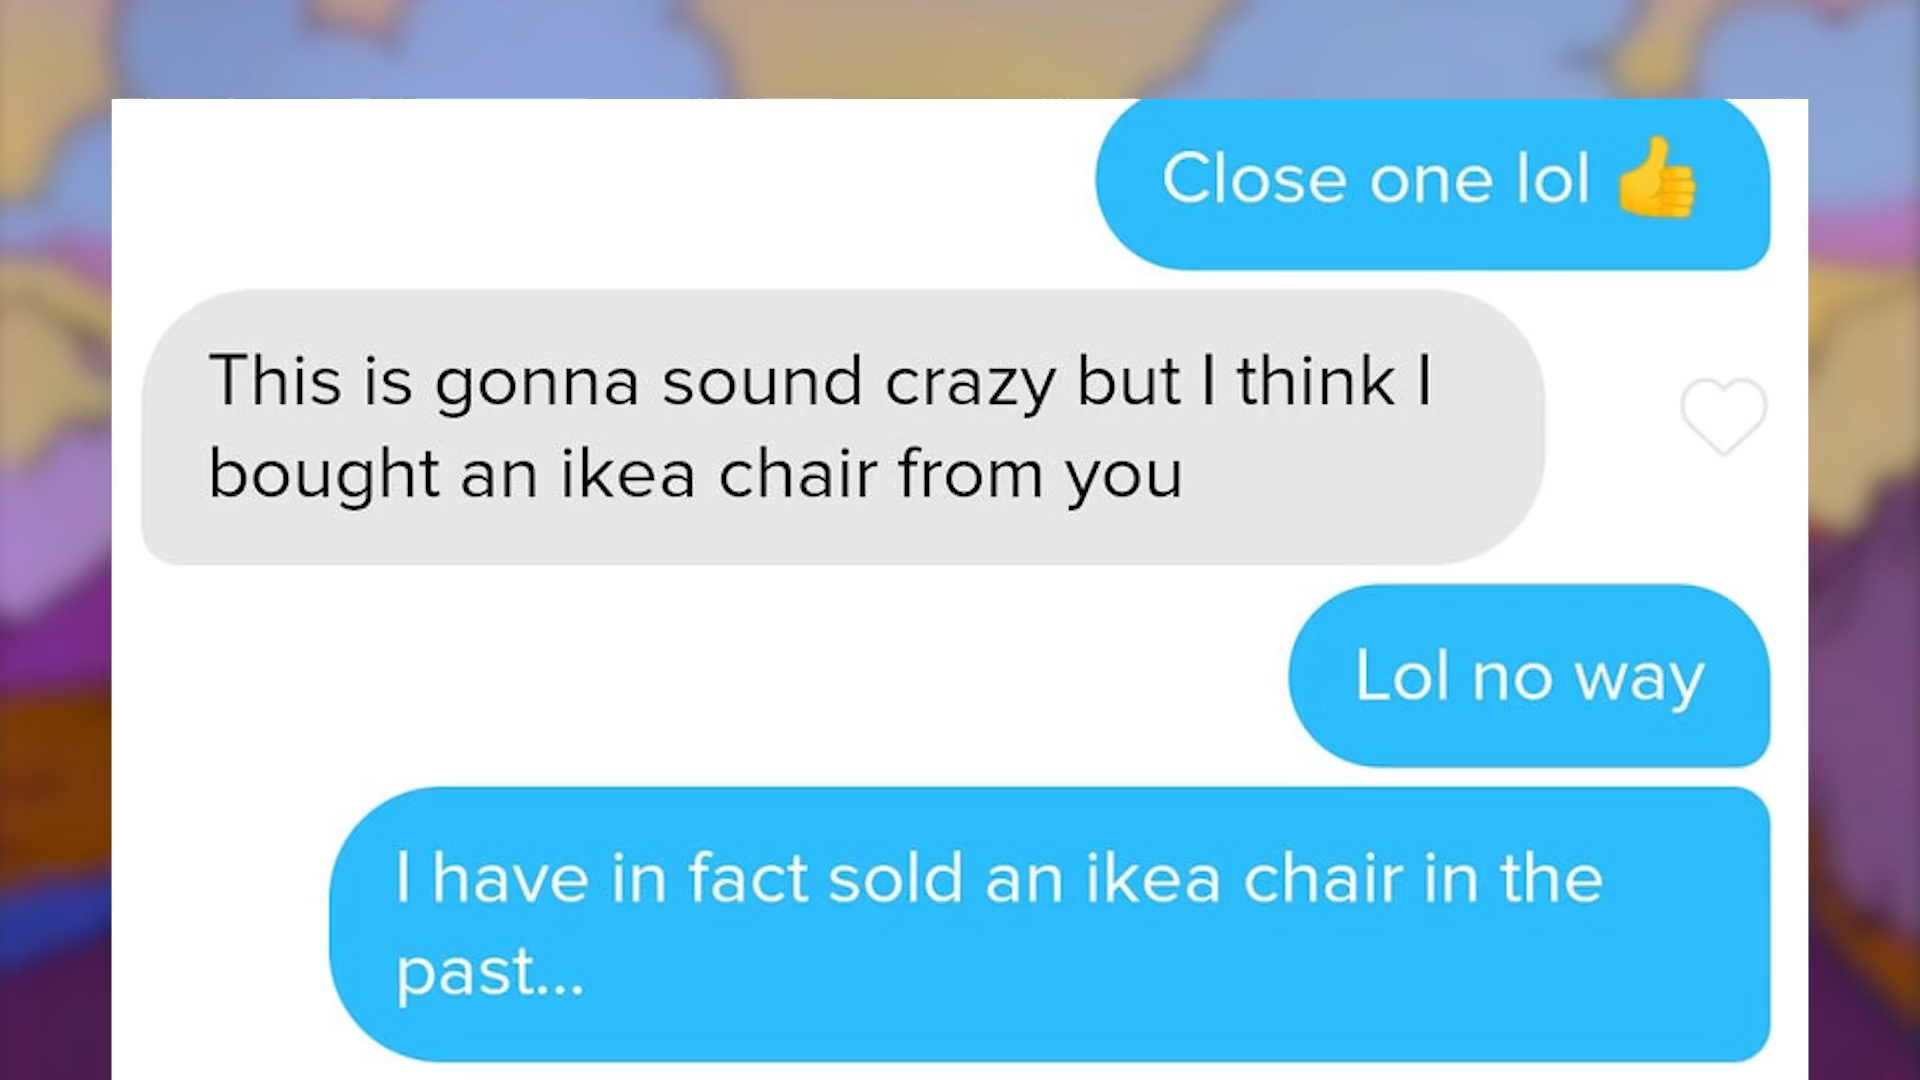 Close one lol 👍
This is gonna sound crazy but I think I
bought an ikea chair from you
Lol no way
I have in fact sold an ikea chair in the
past...